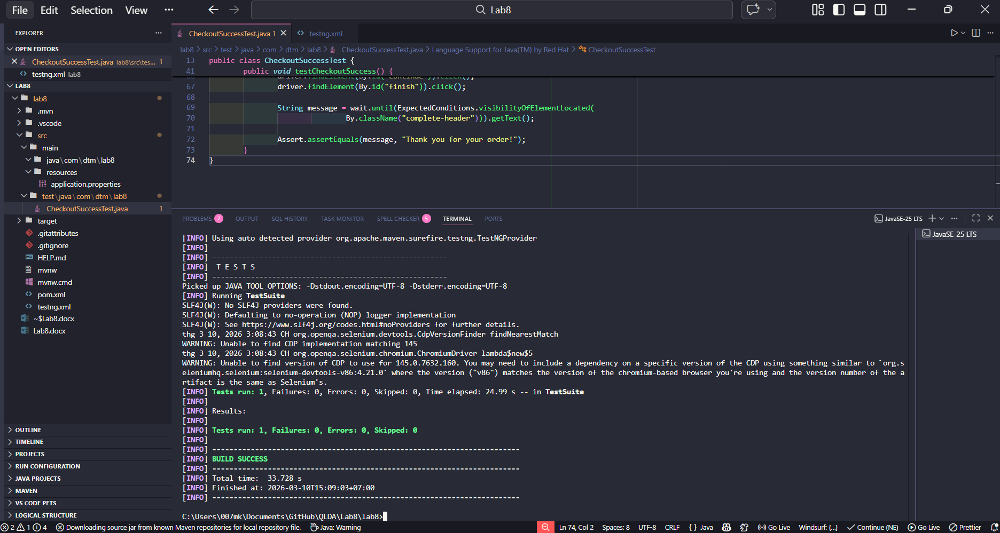 File Edit Selection View ··· Lab8
EXPLORER ···
OPEN EDITORS
CheckoutSuccessTest.java lab8\src\tes... 1
testng.xml lab8
LAB8
lab8
.mvn
.vscode
src
main
java\com\dtm\lab8
resources
application.properties
test\java\com\dtm\lab8
CheckoutSuccessTest.java 1
target
.gitattributes
.gitignore
HELP.md
mvnw
mvnw.cmd
pom.xml
testng.xml
~$Lab8.docx
Lab8.docx
OUTLINE
TIMELINE
PROJECTS
RUN CONFIGURATION
JAVA PROJECTS
MAVEN
VS CODE PETS
LOGICAL STRUCTURE
CheckoutSuccessTest.java 1 testng.xml
lab8 > src > test > java > com > dtm > lab8 > CheckoutSuccessTest.java > Language Support for Java(TM) by Red Hat > CheckoutSuccessTest
13 public class CheckoutSuccessTest {
41 public void testCheckoutSuccess() {
66 driver.findElement(By.id("continue")).click();
67 driver.findElement(By.id("finish")).click();
68
69 String message = wait.until(ExpectedConditions.visibilityOfElementLocated(
70 By.className("complete-header"))).getText();
71
72 Assert.assertEquals(message, "Thank you for your order!");
73 }
74 }
PROBLEMS 7 OUTPUT SQL HISTORY TASK MONITOR SPELL CHECKER 5 TERMINAL PORTS JavaSE-25 LTS
JavaSE-25 LTS
[INFO] Using auto detected provider org.apache.maven.surefire.testng.TestNGProvider
[INFO]
[INFO] -------------------------------------------------------
[INFO]  T E S T S
[INFO] -------------------------------------------------------
Picked up JAVA_TOOL_OPTIONS: -Dstdout.encoding=UTF-8 -Dstderr.encoding=UTF-8
[INFO] Running TestSuite
SLF4J(W): No SLF4J providers were found.
SLF4J(W): Defaulting to no-operation (NOP) logger implementation
SLF4J(W): See https://www.slf4j.org/codes.html#noProviders for further details.
thg 3 10, 2026 3:08:43 CH org.openqa.selenium.devtools.CdpVersionFinder findNearestMatch
WARNING: Unable to find CDP implementation matching 145
thg 3 10, 2026 3:08:43 CH org.openqa.selenium.chromium.ChromiumDriver lambda$new$5
WARNING: Unable to find version of CDP to use for 145.0.7632.160. You may need to include a dependency on a specific version of the CDP using something similar to `org.s
eleniumhq.selenium:selenium-devtools-v86:4.21.0` where the version ("v86") matches the version of the chromium-based browser you're using and the version number of the a
rtifact is the same as Selenium's.
[INFO] Tests run: 1, Failures: 0, Errors: 0, Skipped: 0, Time elapsed: 24.99 s -- in TestSuite
[INFO]
[INFO] Results:
[INFO]
[INFO] Tests run: 1, Failures: 0, Errors: 0, Skipped: 0
[INFO]
[INFO] ------------------------------------------------------------------------
[INFO] BUILD SUCCESS
[INFO] ------------------------------------------------------------------------
[INFO] Total time:  33.728 s
[INFO] Finished at: 2026-03-10T15:09:03+07:00
[INFO] ------------------------------------------------------------------------
C:\Users\007mk\Documents\GitHub\QLDA\Lab8\lab8>
2 1 4 Downloading source jar from known Maven repositories for local repository file. Java: Warning Ln 74, Col 2 Spaces: 8 UTF-8 CRLF {} Java Go Live Windsurf: {...} Continue (NE) Go Live Prettier